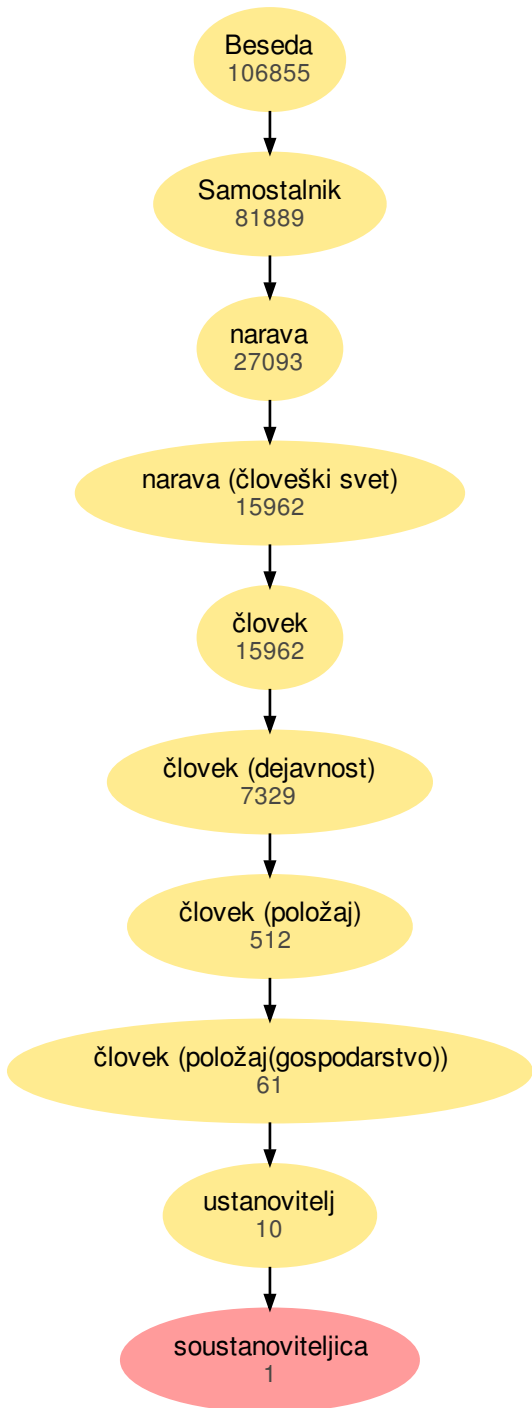 Beseda
106855
Samostalnik
81889
narava
27093
narava (človeški svet)
15962
človek
15962
človek (dejavnost)
7329
človek (položaj)
512
človek (položaj(gospodarstvo))
61
ustanovitelj
10
soustanoviteljica
1